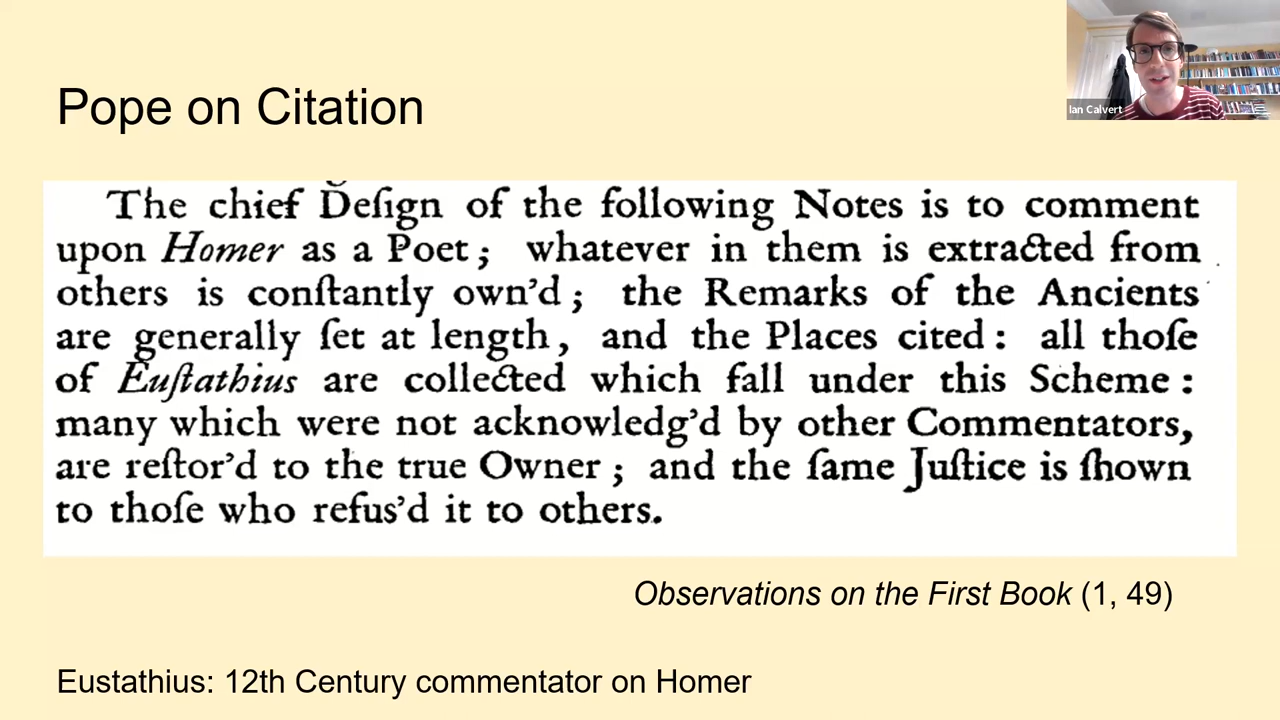 Pope on Citation
Ian Calvert
The chief Deſign of the following Notes is to comment
upon Homer as a Poet; whatever in them is extracted from
others is conſtantly own'd; the Remarks of the Ancients
are generally ſet at length, and the Places cited: all thoſe
of Euſtathius are collected which fall under this Scheme:
many which were not acknowledg'd by other Commentators,
are reſtor'd to the true Owner; and the ſame Juſtice is ſhown
to thoſe who refus'd it to others.
Observations on the First Book (1, 49)
Eustathius: 12th Century commentator on Homer